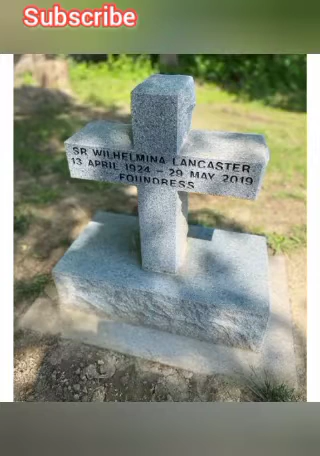 Subscribe
SR WILHELMINA LANCASTER
13 APRIL 1924 – 29 MAY 2019
FOUNDRESS